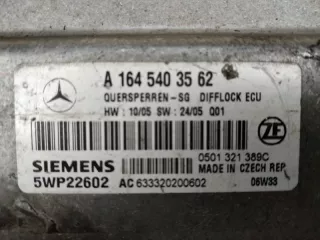 A 164 540 35 62
QUERSPERREN-SG DIFFLOCK ECU
HW : 10/05 SW : 24/05 Q01
ZF
SIEMENS
0501 321 389C
MADE IN CZECH REP.
5WP22602 AC 633320200602 06W33